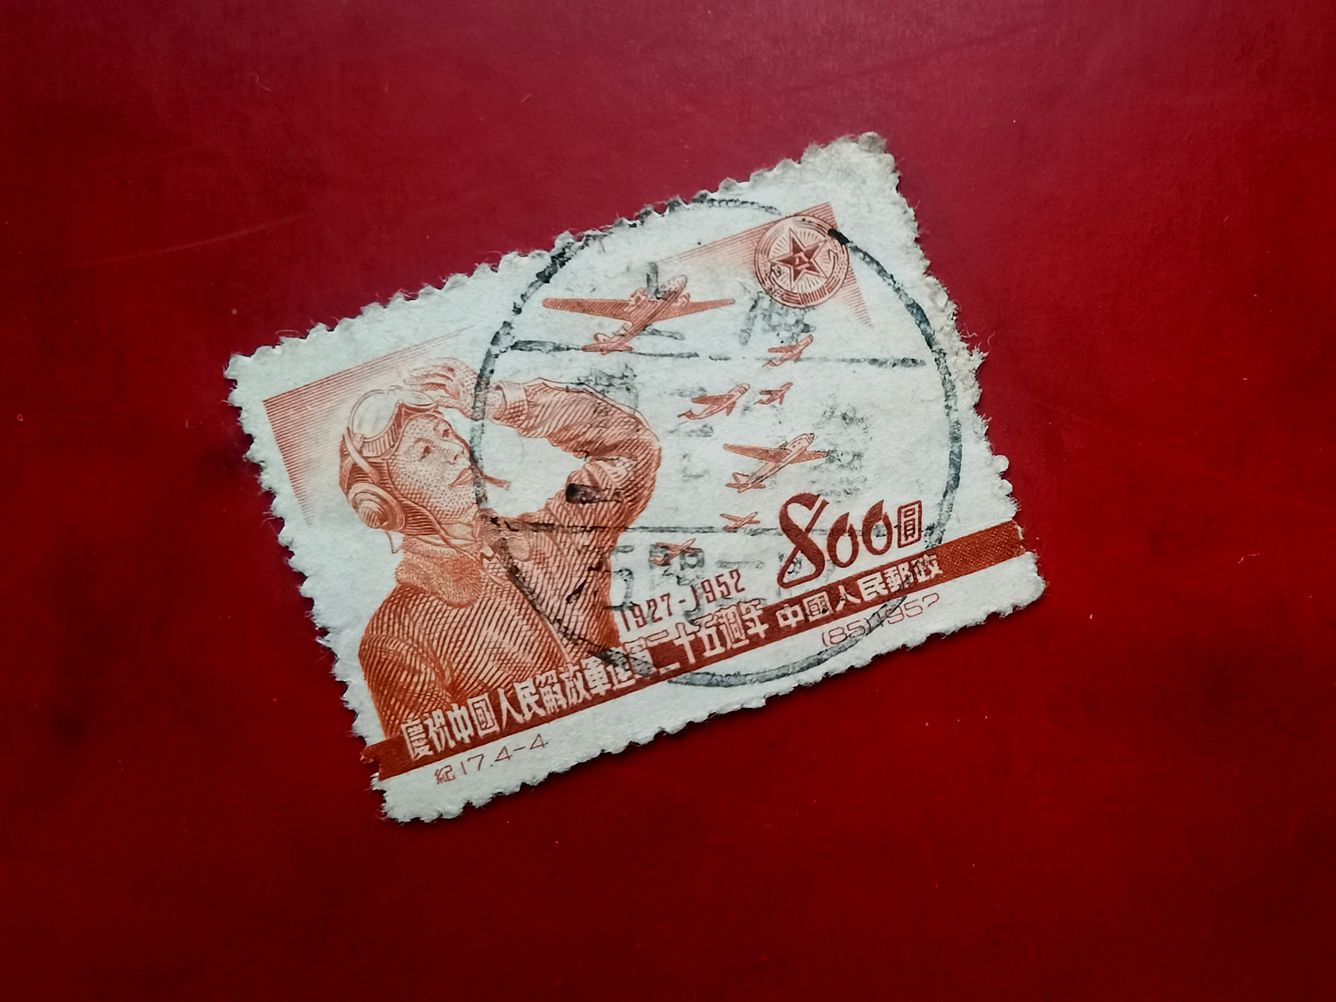 1927-1952
800圓
慶祝中國人民解放軍建軍二十五週年 中國人民郵政
紀17.4-4
(85)1952